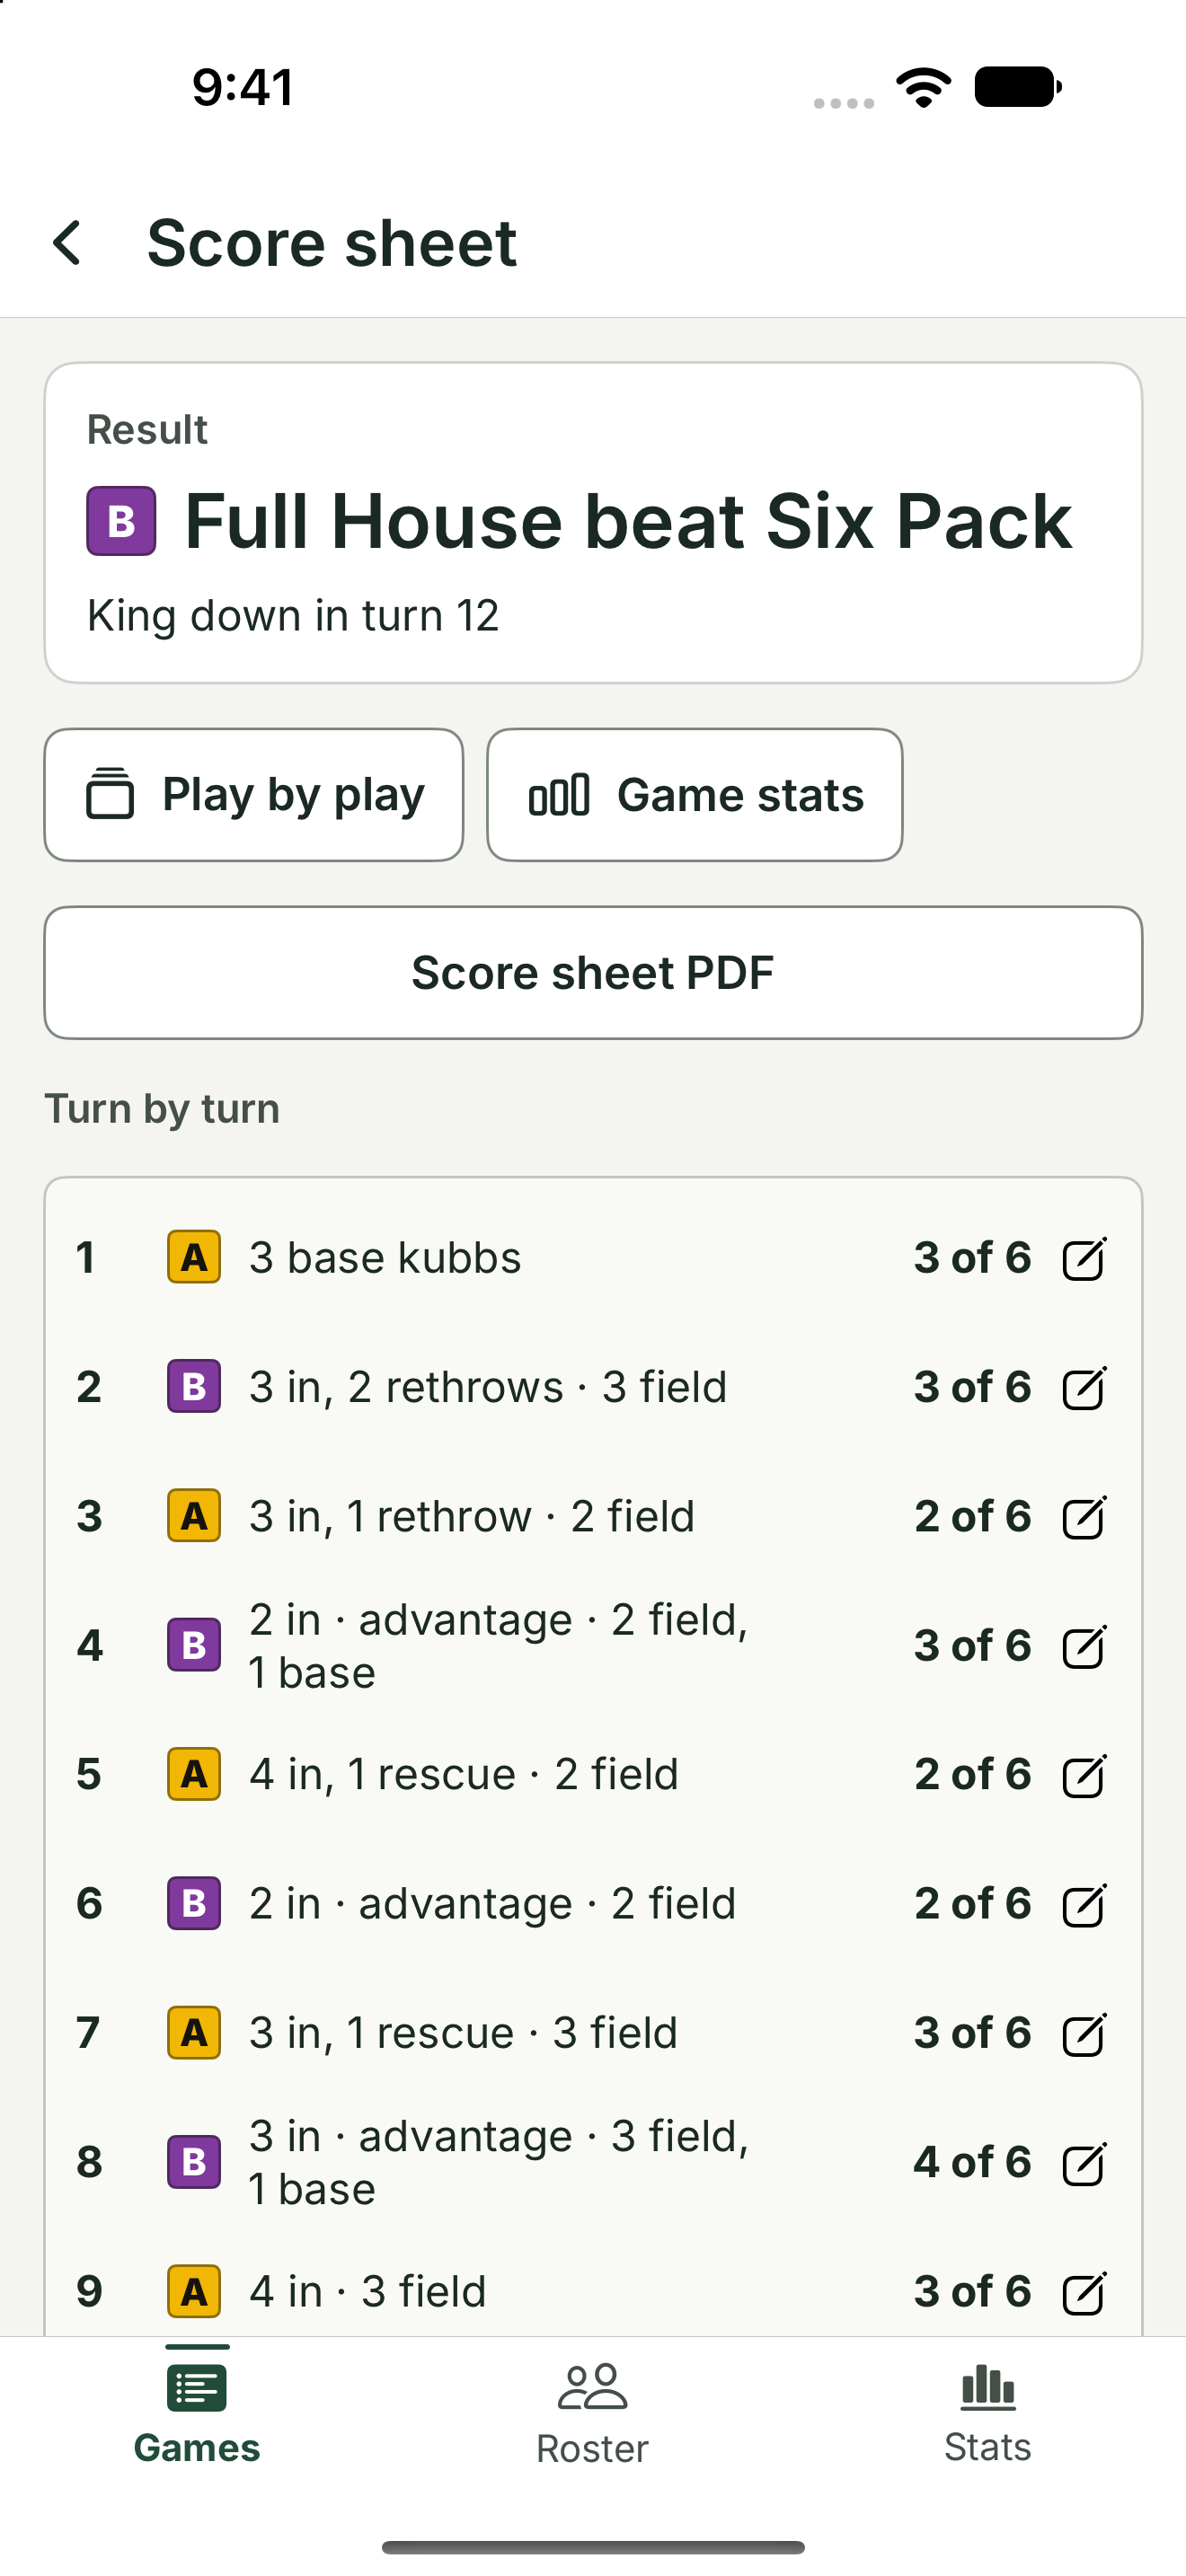 9:41
Score sheet
Result
B Full House beat Six Pack
King down in turn 12
Play by play
Game stats
Score sheet PDF
Turn by turn
1 A 3 base kubbs 3 of 6
2 B 3 in, 2 rethrows · 3 field 3 of 6
3 A 3 in, 1 rethrow · 2 field 2 of 6
4 B 2 in · advantage · 2 field, 3 of 6
1 base
5 A 4 in, 1 rescue · 2 field 2 of 6
6 B 2 in · advantage · 2 field 2 of 6
7 A 3 in, 1 rescue · 3 field 3 of 6
8 B 3 in · advantage · 3 field, 4 of 6
1 base
9 A 4 in · 3 field 3 of 6
Games
Roster
Stats